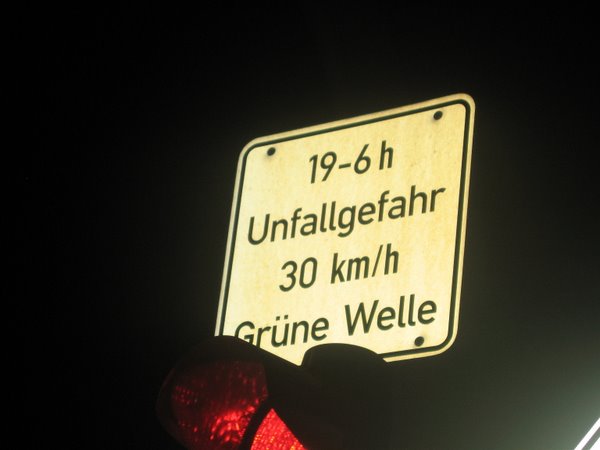 19-6 h
Unfallgefahr
30 km/h
Grüne Welle